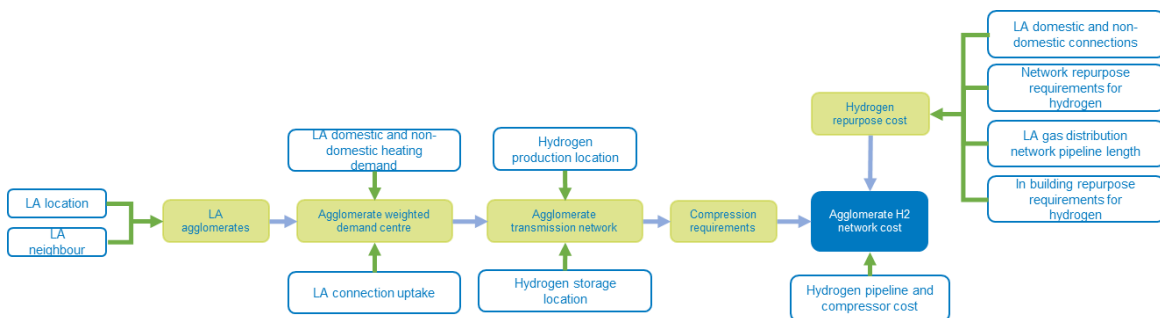 LA location
LA
neighbour
LA
agglomerates
LA domestic and non-
domestic heating
demand
Agglomerate weighted
demand centre
LA connection uptake
Hydrogen
production location
Agglomerate
transmission network
Hydrogen storage
location
Compression
requirements
Hydrogen
repurpose cost
Agglomerate H2
network cost
Hydrogen pipeline and
compressor cost
LA domestic and non-
domestic connections
Network repurpose
requirements for
hydrogen
LA gas distribution
network pipeline length
In building repurpose
requirements for
hydrogen